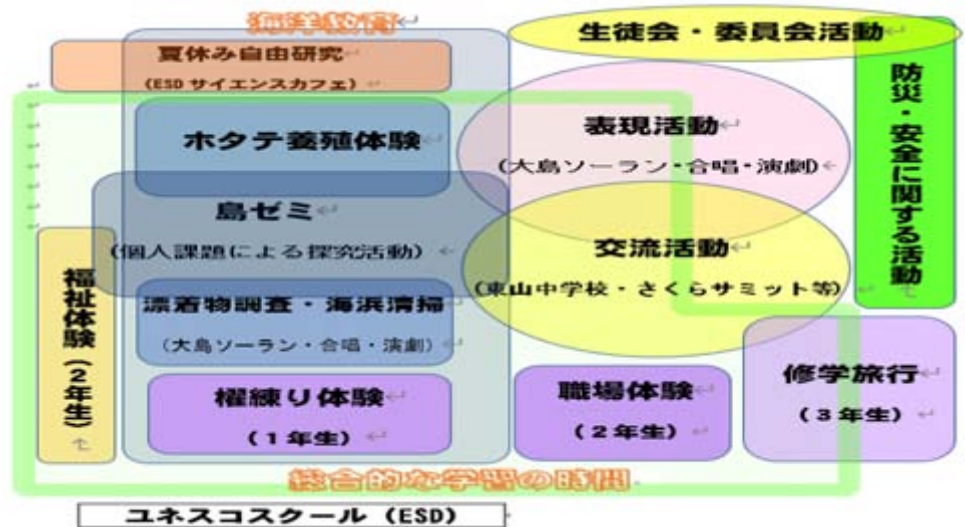 海洋教育
生徒会・委員会活動
夏休み自由研究
(ESD サイエンスカフェ)
防災・安全に関する活動
ホタテ養殖体験
表現活動
(大島ソーラン・合唱・演劇)
島ゼミ
(個人課題による探究活動)
交流活動
(東山中学校・さくらサミット等)
福祉体験(2年生)
漂着物調査・海浜清掃
(大島ソーラン・合唱・演劇)
櫂練り体験
(1年生)
職場体験
(2年生)
修学旅行
(3年生)
総合的な学習の時間
ユネスコスクール (ESD)